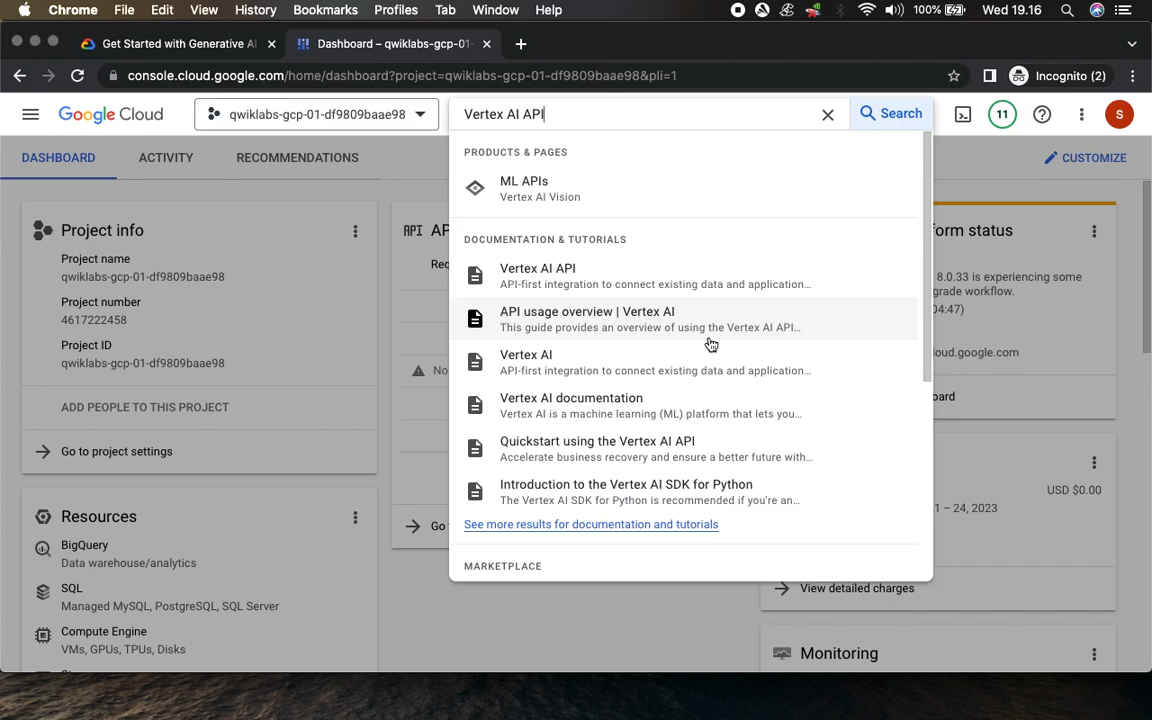 Chrome File Edit View History Bookmarks Profiles Tab Window Help 100% Wed 19.16
Get Started with Generative AI Dashboard – qwiklabs-gcp-01-
console.cloud.google.com/home/dashboard?project=qwiklabs-gcp-01-df9809baae98&pli=1 Incognito (2)
Google Cloud qwiklabs-gcp-01-df9809baae98 Vertex AI API Search 11 S
DASHBOARD ACTIVITY RECOMMENDATIONS CUSTOMIZE
PRODUCTS & PAGES
ML APIs
Vertex AI Vision
DOCUMENTATION & TUTORIALS
Vertex AI API
API-first integration to connect existing data and application...
API usage overview | Vertex AI
This guide provides an overview of using the Vertex AI API...
Vertex AI
API-first integration to connect existing data and application...
Vertex AI documentation
Vertex AI is a machine learning (ML) platform that lets you...
Quickstart using the Vertex AI API
Accelerate business recovery and ensure a better future with...
Introduction to the Vertex AI SDK for Python
The Vertex AI SDK for Python is recommended if you're an...
See more results for documentation and tutorials
MARKETPLACE
Project info
Project name
qwiklabs-gcp-01-df9809baae98
Project number
4617222458
Project ID
qwiklabs-gcp-01-df9809baae98
ADD PEOPLE TO THIS PROJECT
Go to project settings
Resources
BigQuery
Data warehouse/analytics
SQL
Managed MySQL, PostgreSQL, SQL Server
Compute Engine
VMs, GPUs, TPUs, Disks
API AP
Req
No
Go
orm status
8.0.33 is experiencing some
grade workflow.
04:47)
loud.google.com
oard
USD $0.00
1 – 24, 2023
View detailed charges
Monitoring